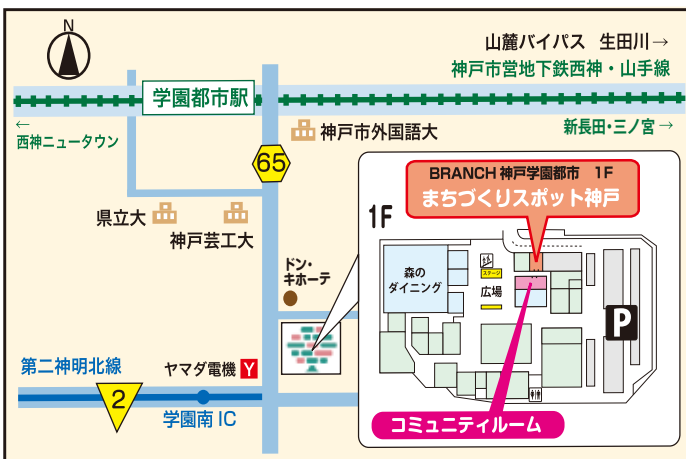 N
山麓バイパス 生田川→
神戸市営地下鉄西神・山手線
学園都市駅
←
西神ニュータウン
新長田・三ノ宮→
神戸市外国語大
65
県立大
神戸芸工大
BRANCH 神戸学園都市 1F
まちづくりスポット神戸
1F
ドン・
キホーテ
森の
ダイニング
ステージ
広場
P
第二神明北線
ヤマダ電機 Y
2
学園南IC
コミュニティルーム